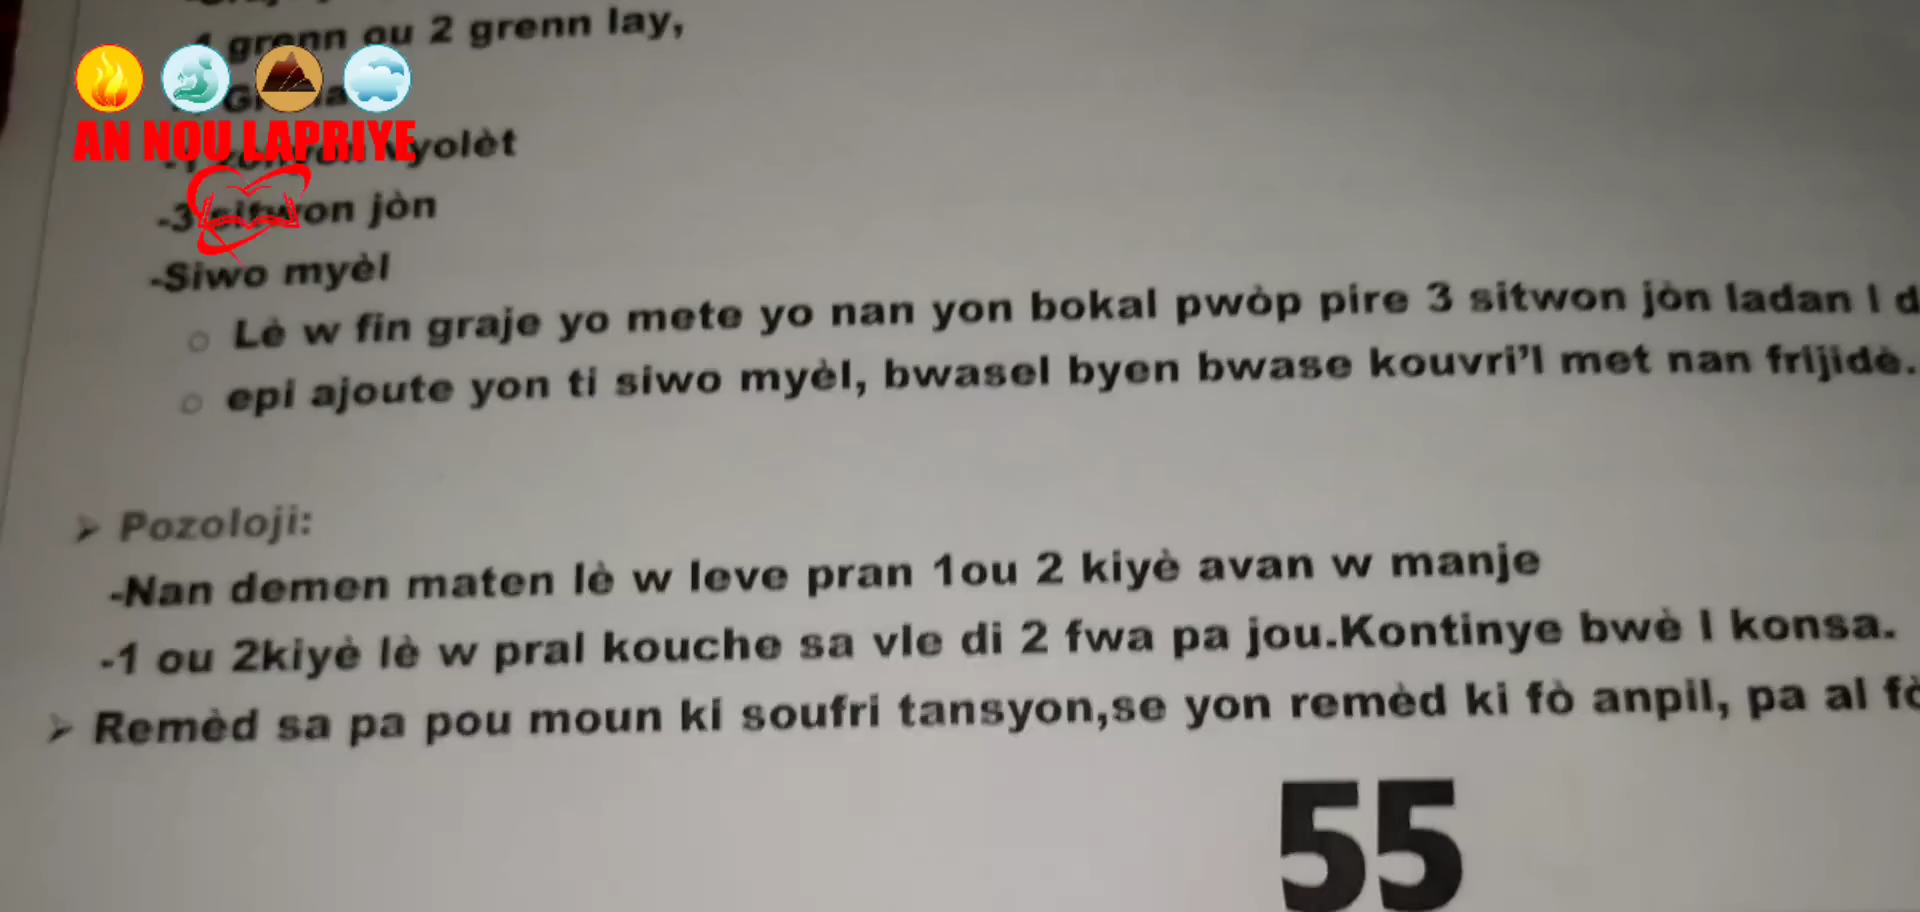 1 grenn ou 2 grenn lay,
AN NOU LAPRIYE
yolèt
-3 sitwon jòn
-Siwo myèl
Lè w fin graje yo mete yo nan yon bokal pwòp pire 3 sitwon jòn ladan l
epi ajoute yon ti siwo myèl, bwasel byen bwase kouvri'l met nan frijidè.
Pozoloji:
-Nan demen maten lè w leve pran 1ou 2 kiyè avan w manje
-1 ou 2kiyè lè w pral kouche sa vle di 2 fwa pa jou.Kontinye bwè l konsa.
Remèd sa pa pou moun ki soufri tansyon,se yon remèd ki fò anpil, pa al
55